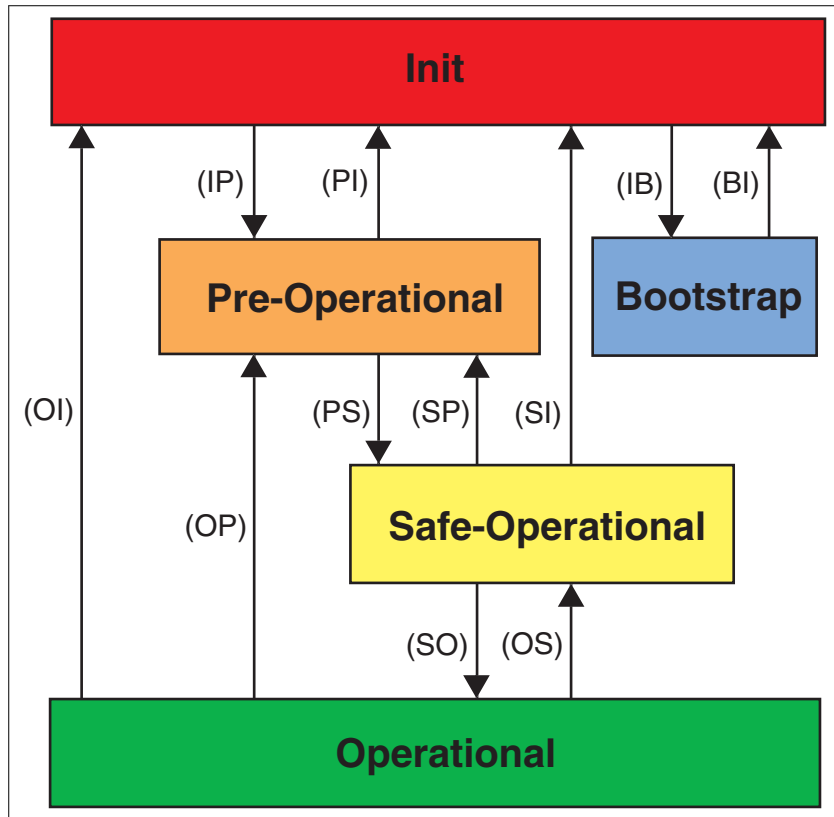 Init
(IP)
(PI)
(IB)
(BI)
Pre-Operational
Bootstrap
(OI)
(PS)
(SP)
(SI)
(OP)
Safe-Operational
(SO)
(OS)
Operational